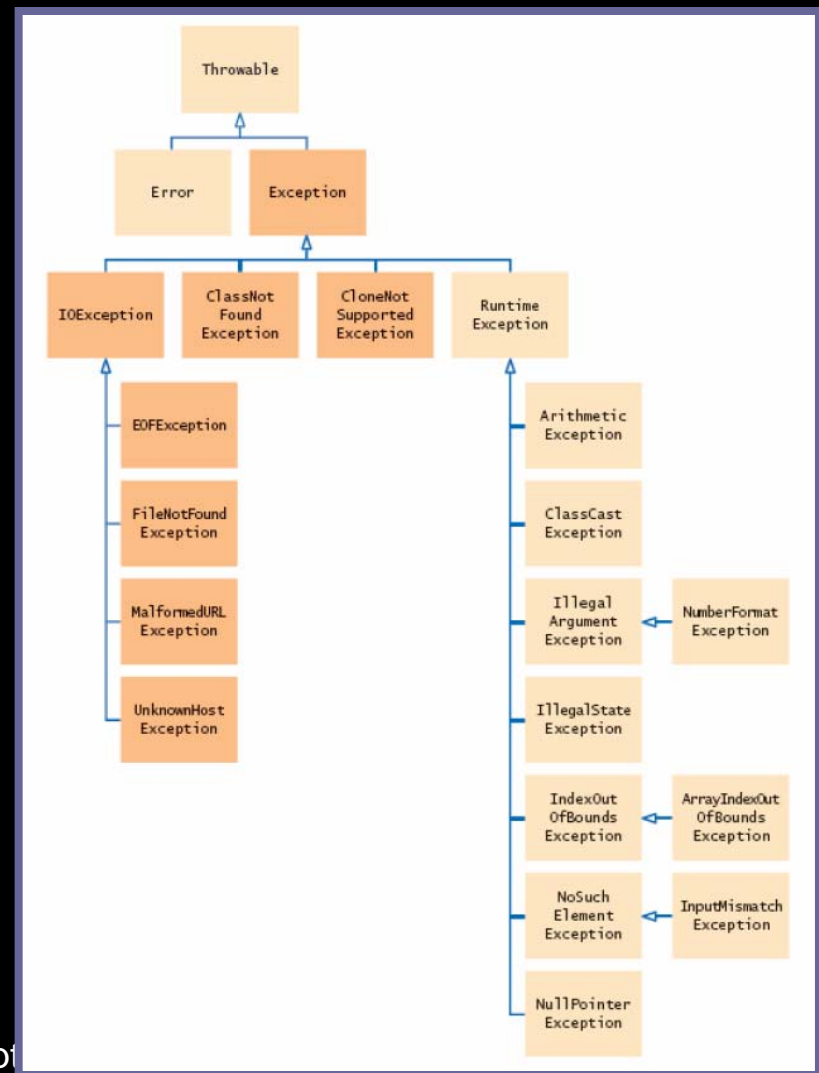 Throwable
Error
Exception
IOException
ClassNot
Found
Exception
CloneNot
Supported
Exception
Runtime
Exception
EOFException
FileNotFound
Exception
MalformedURL
Exception
UnknownHost
Exception
Arithmetic
Exception
ClassCast
Exception
Illegal
Argument
Exception
NumberFormat
Exception
IllegalState
Exception
IndexOut
OfBounds
Exception
ArrayIndexOut
OfBounds
Exception
NoSuch
Element
Exception
InputMismatch
Exception
NullPointer
Exception